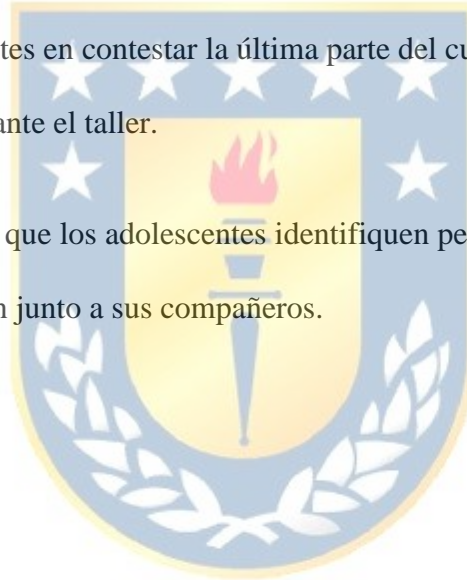 tes en contestar la última parte del cu
ante el taller.
que los adolescentes identifiquen pe
n junto a sus compañeros.